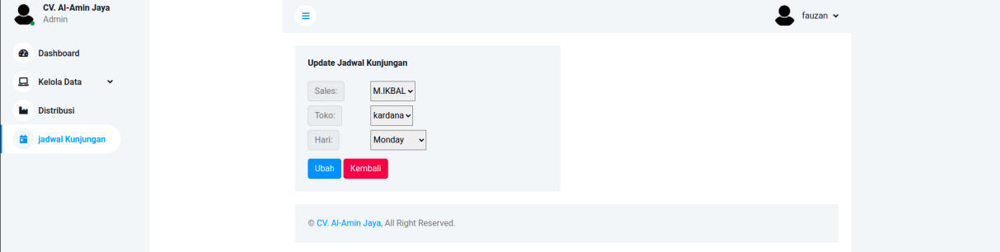 CV. Al-Amin Jaya
Admin
Dashboard
Kelola Data
Distribusi
jadwal Kunjungan
fauzan
Update Jadwal Kunjungan
Sales: M.IKBAL
Toko: kardana
Hari: Monday
Ubah Kembali
© CV. Al-Amin Jaya, All Right Reserved.